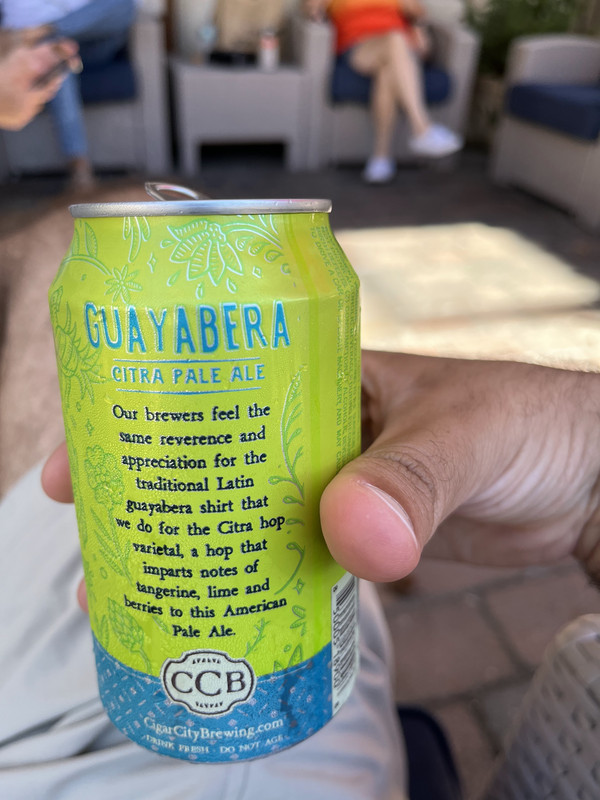 GUAYABERA
CITRA PALE ALE
Our brewers feel the
same reverence and
appreciation for the
traditional Latin
guayabera shirt that
we do for the Citra hop
varietal, a hop that
imparts notes of
tangerine, lime and
berries to this American
Pale Ale.
CCB
CigarCityBrewing.com
DRINK FRESH · DO NOT AGE